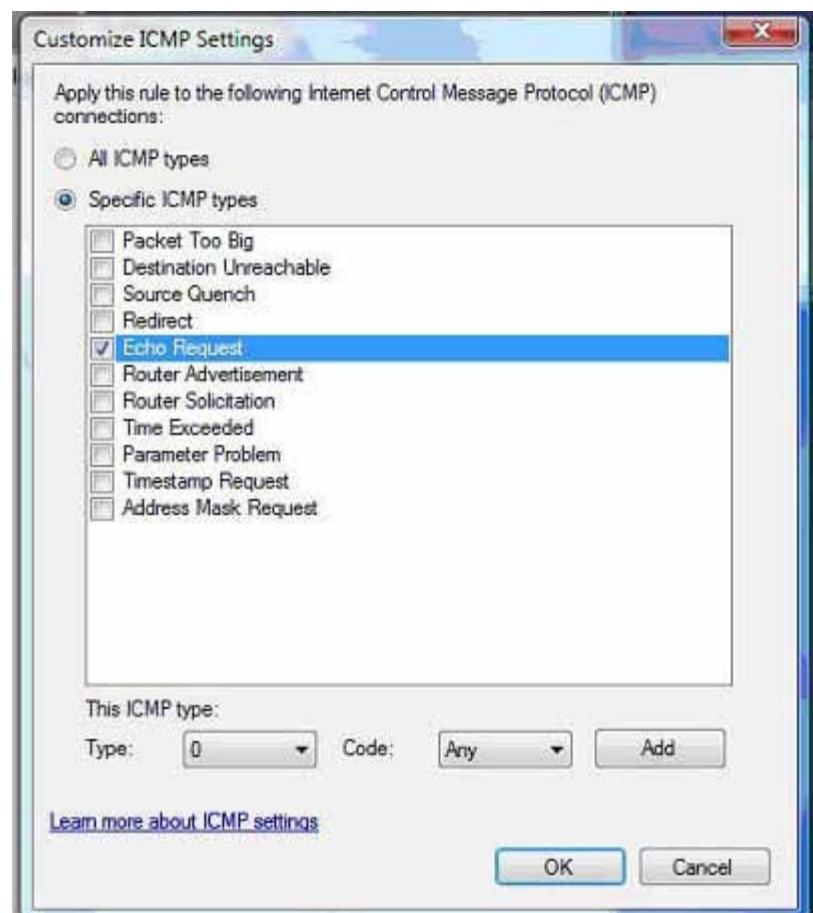 Customize ICMP Settings
Apply this rule to the following Internet Control Message Protocol (ICMP)
connections:
All ICMP types
Specific ICMP types
Packet Too Big
Destination Unreachable
Source Quench
Redirect
Echo Request
Router Advertisement
Router Solicitation
Time Exceeded
Parameter Problem
Timestamp Request
Address Mask Request
This ICMP type:
Type: 0 Code: Any Add
Learn more about ICMP settings
OK Cancel